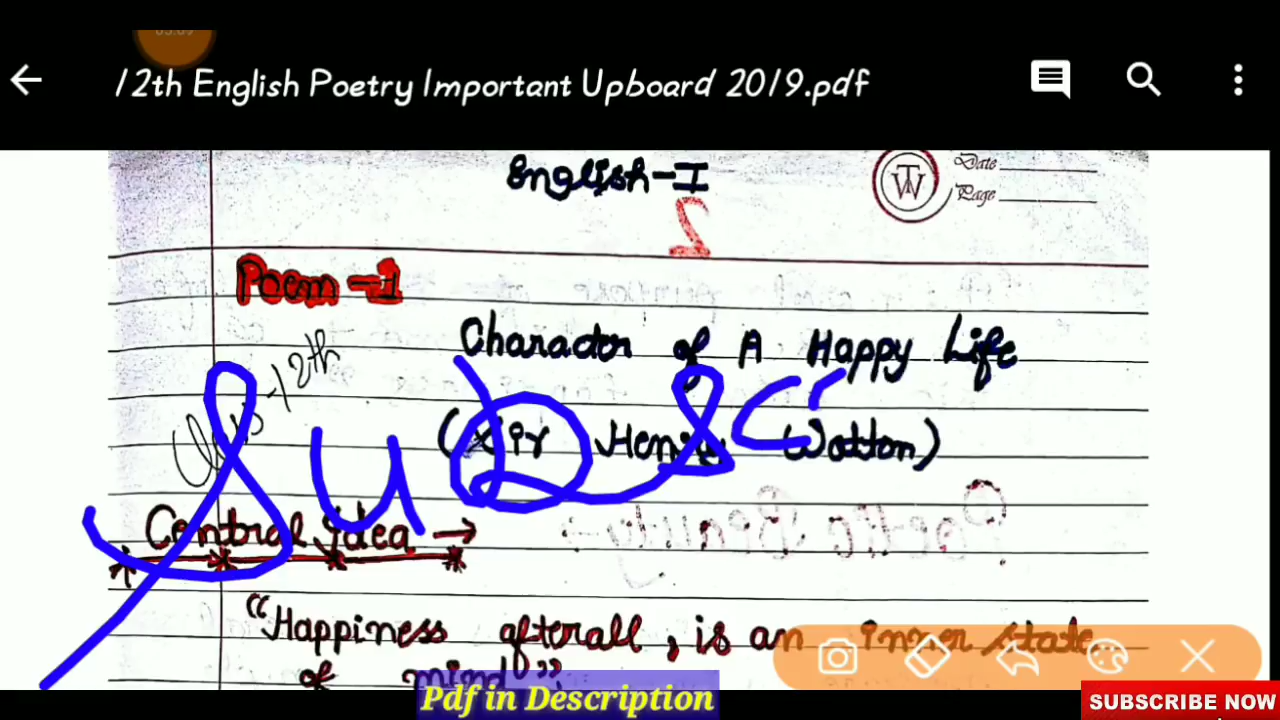 12th English Poetry Important Upboard 2019.pdf
English-I
Date
Page
2
Poem-1
Character of A Happy Life
12th
(Sir Henry Wotton)
Central Idea →
"Happiness afterall, is an inner state
of mind"
Pdf in Description
SUBSCRIBE NOW